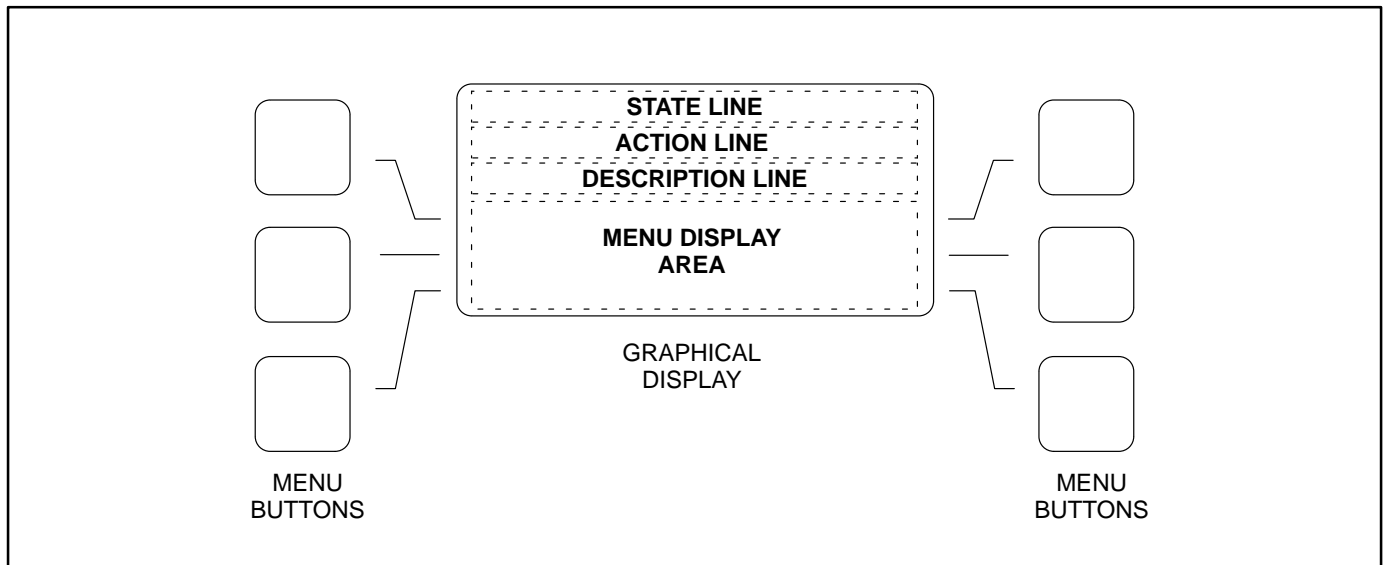 STATE LINE
ACTION LINE
DESCRIPTION LINE
MENU DISPLAY
AREA
GRAPHICAL
DISPLAY
MENU
BUTTONS
MENU
BUTTONS